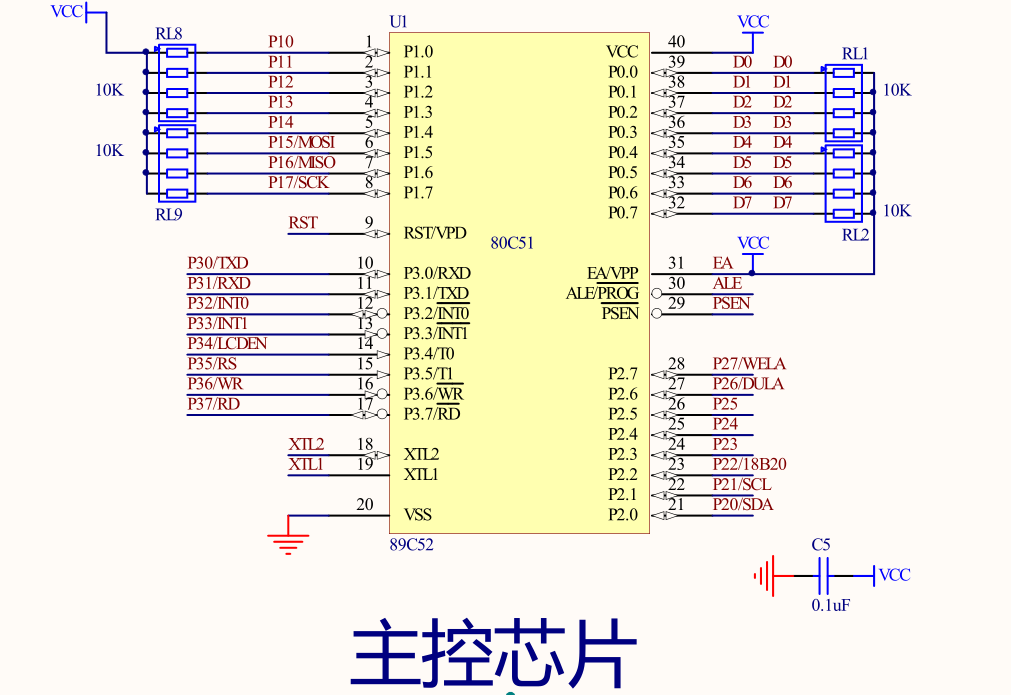 VCC
U1
VCC
RL8
P10 1 P1.0 VCC 40
RL1
P11 2 P1.1 P0.0 39 D0 D0
10K P12 3 P1.2 P0.1 38 D1 D1 10K
P13 4 P1.3 P0.2 37 D2 D2
P14 5 P1.4 P0.3 36 D3 D3
10K P15/MOSI 6 P1.5 P0.4 35 D4 D4
P16/MISO 7 P1.6 P0.5 34 D5 D5
P17/SCK 8 P1.7 P0.6 33 D6 D6
RL9 P0.7 32 D7 D7 10K
RST 9 RST/VPD RL2
80C51 VCC
P30/TXD 10 P3.0/RXD EA/VPP 31 EA
P31/RXD 11 P3.1/TXD ALE/PROG 30 ALE
P32/INT0 12 P3.2/INT0 PSEN 29 PSEN
P33/INT1 13 P3.3/INT1
P34/LCDEN 14 P3.4/T0
P35/RS 15 P3.5/T1 P2.7 28 P27/WELA
P36/WR 16 P3.6/WR P2.6 27 P26/DULA
P37/RD 17 P3.7/RD P2.5 26 P25
P2.4 25 P24
XTL2 18 XTL2 P2.3 24 P23
XTL1 19 XTL1 P2.2 23 P22/18B20
P2.1 22 P21/SCL
20 VSS P2.0 21 P20/SDA
89C52
C5
VCC
0.1uF
主控芯片